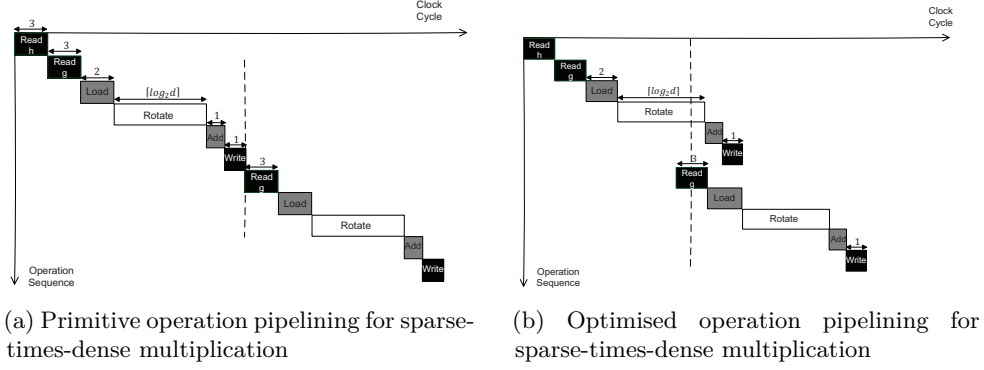 Clock
Cycle
3
Read
h
3
Read
g
2
Load
⌈log₂d⌉
Rotate
1
Add
1
Write
3
Read
g
Load
Rotate
Add
Write
Operation
Sequence
(a) Primitive operation pipelining for sparse-
times-dense multiplication
Clock
Cycle
Read
h
Read
g
2
Load
⌈log₂d⌉
Rotate
Add
1
Write
3
Read
g
Load
Rotate
Add
1
Write
Operation
Sequence
(b) Optimised operation pipelining for
sparse-times-dense multiplication